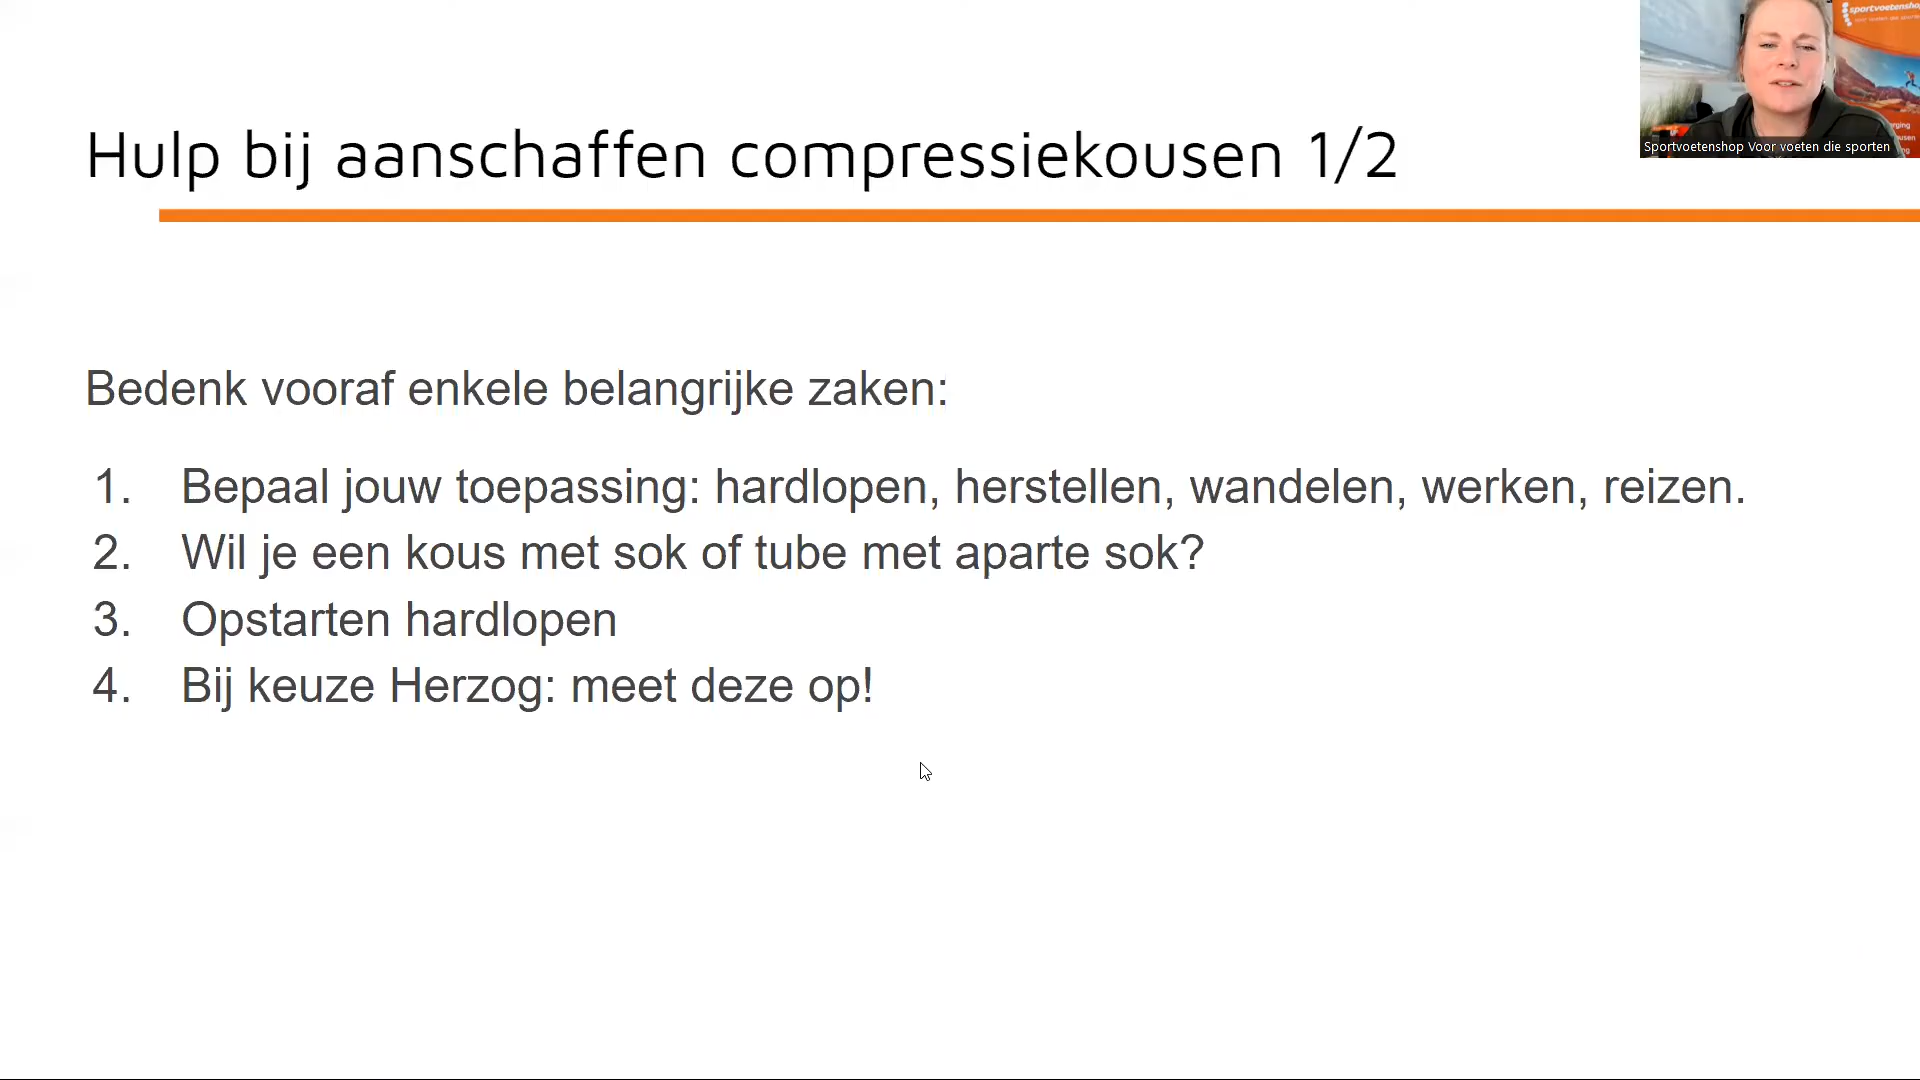 sportvoetenshop
Hulp bij aanschaffen compressiekousen 1/2
Sportvoetenshop Voor voeten die sporten
Bedenk vooraf enkele belangrijke zaken:
1. Bepaal jouw toepassing: hardlopen, herstellen, wandelen, werken, reizen.
2. Wil je een kous met sok of tube met aparte sok?
3. Opstarten hardlopen
4. Bij keuze Herzog: meet deze op!